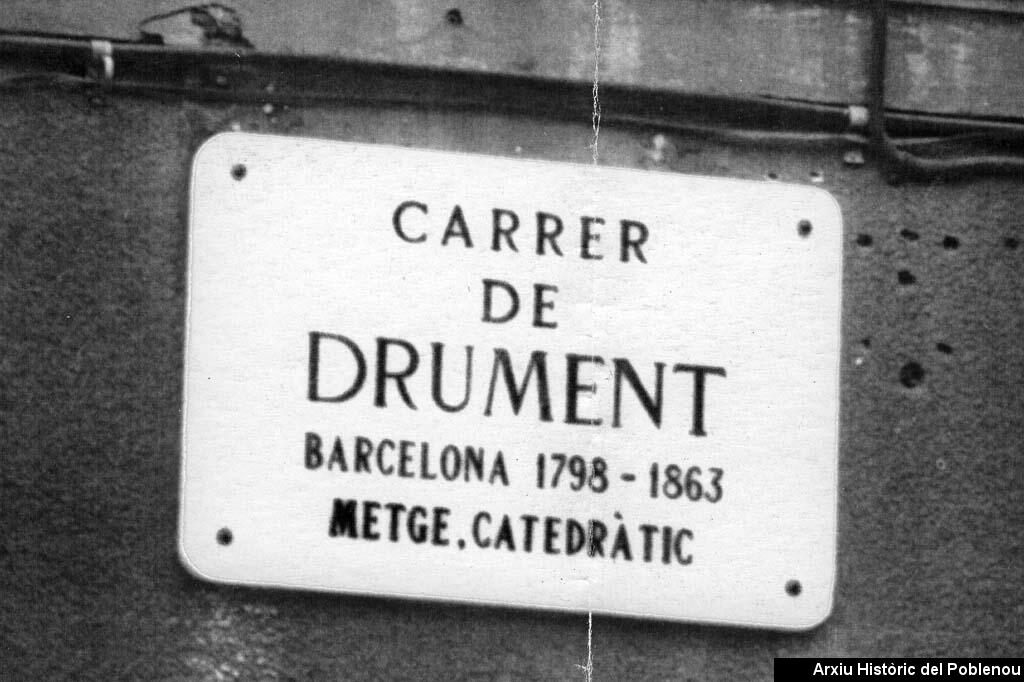 CARRER
DE
DRUMENT
BARCELONA 1798 - 1863
METGE. CATEDRÀTIC
Arxiu Històric del Poblenou